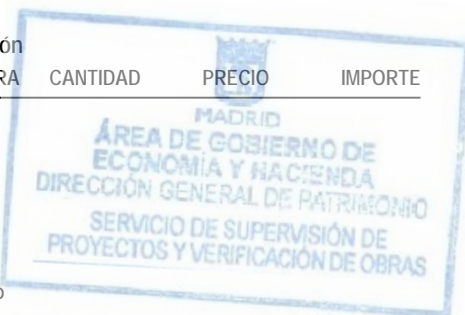 ón
RA CANTIDAD PRECIO IMPORTE
MADRID
ÁREA DE GOBIERNO DE
ECONOMÍA Y HACIENDA
DIRECCIÓN GENERAL DE PATRIMONIO
SERVICIO DE SUPERVISIÓN DE
PROYECTOS Y VERIFICACIÓN DE OBRAS
o